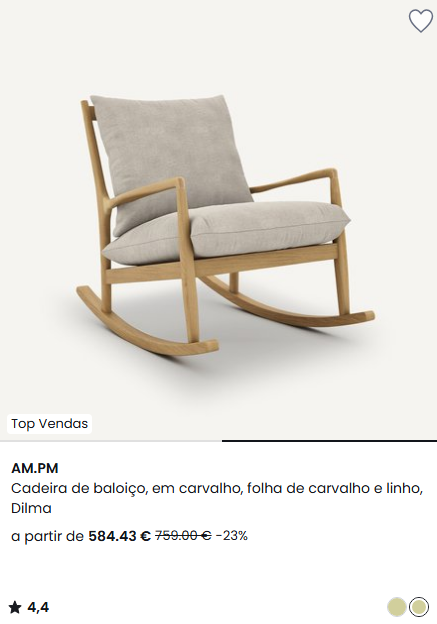 Top Vendas
AM.PM
Cadeira de baloiço, em carvalho, folha de carvalho e linho,
Dilma
a partir de 584.43 € 759.00 € -23%
★ 4,4